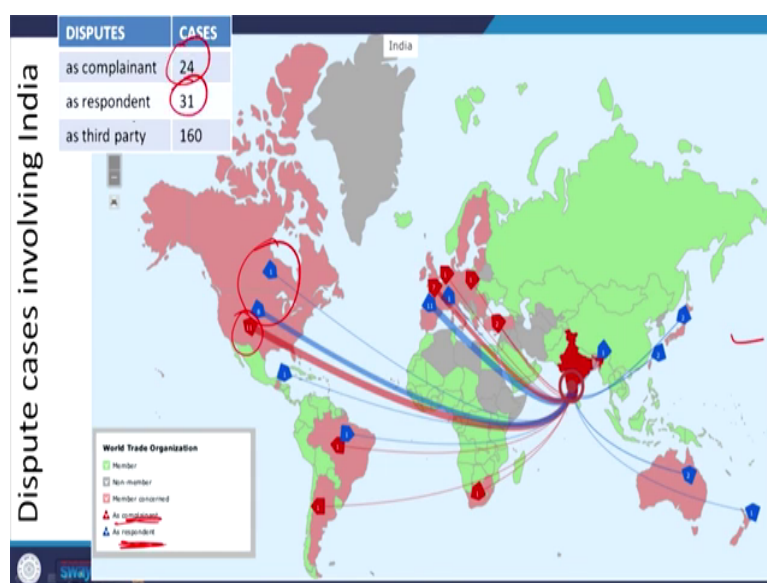 Dispute cases involving India
DISPUTES CASES
as complainant 24
as respondent 31
as third party 160
India
World Trade Organization
Member
Non-member
Member concerned
As complainant
As respondent
swa